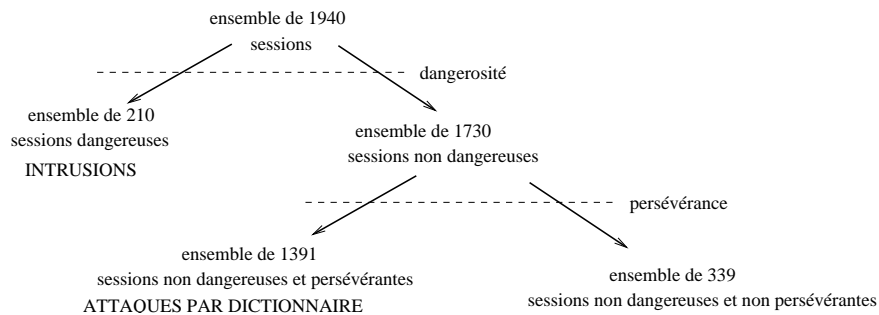 ensemble de 1940
sessions
dangerosité
ensemble de 210
sessions dangereuses
INTRUSIONS
ensemble de 1730
sessions non dangereuses
persévérance
ensemble de 1391
sessions non dangereuses et persévérantes
ATTAQUES PAR DICTIONNAIRE
ensemble de 339
sessions non dangereuses et non persévérantes